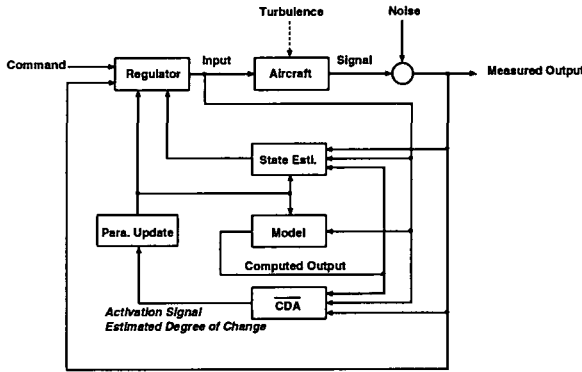 Turbulence
Noise
Command
Input
Signal
Regulator
Aircraft
Measured Output
State Esti.
Para. Update
Model
Computed Output
CDA
Activation Signal
Estimated Degree of Change